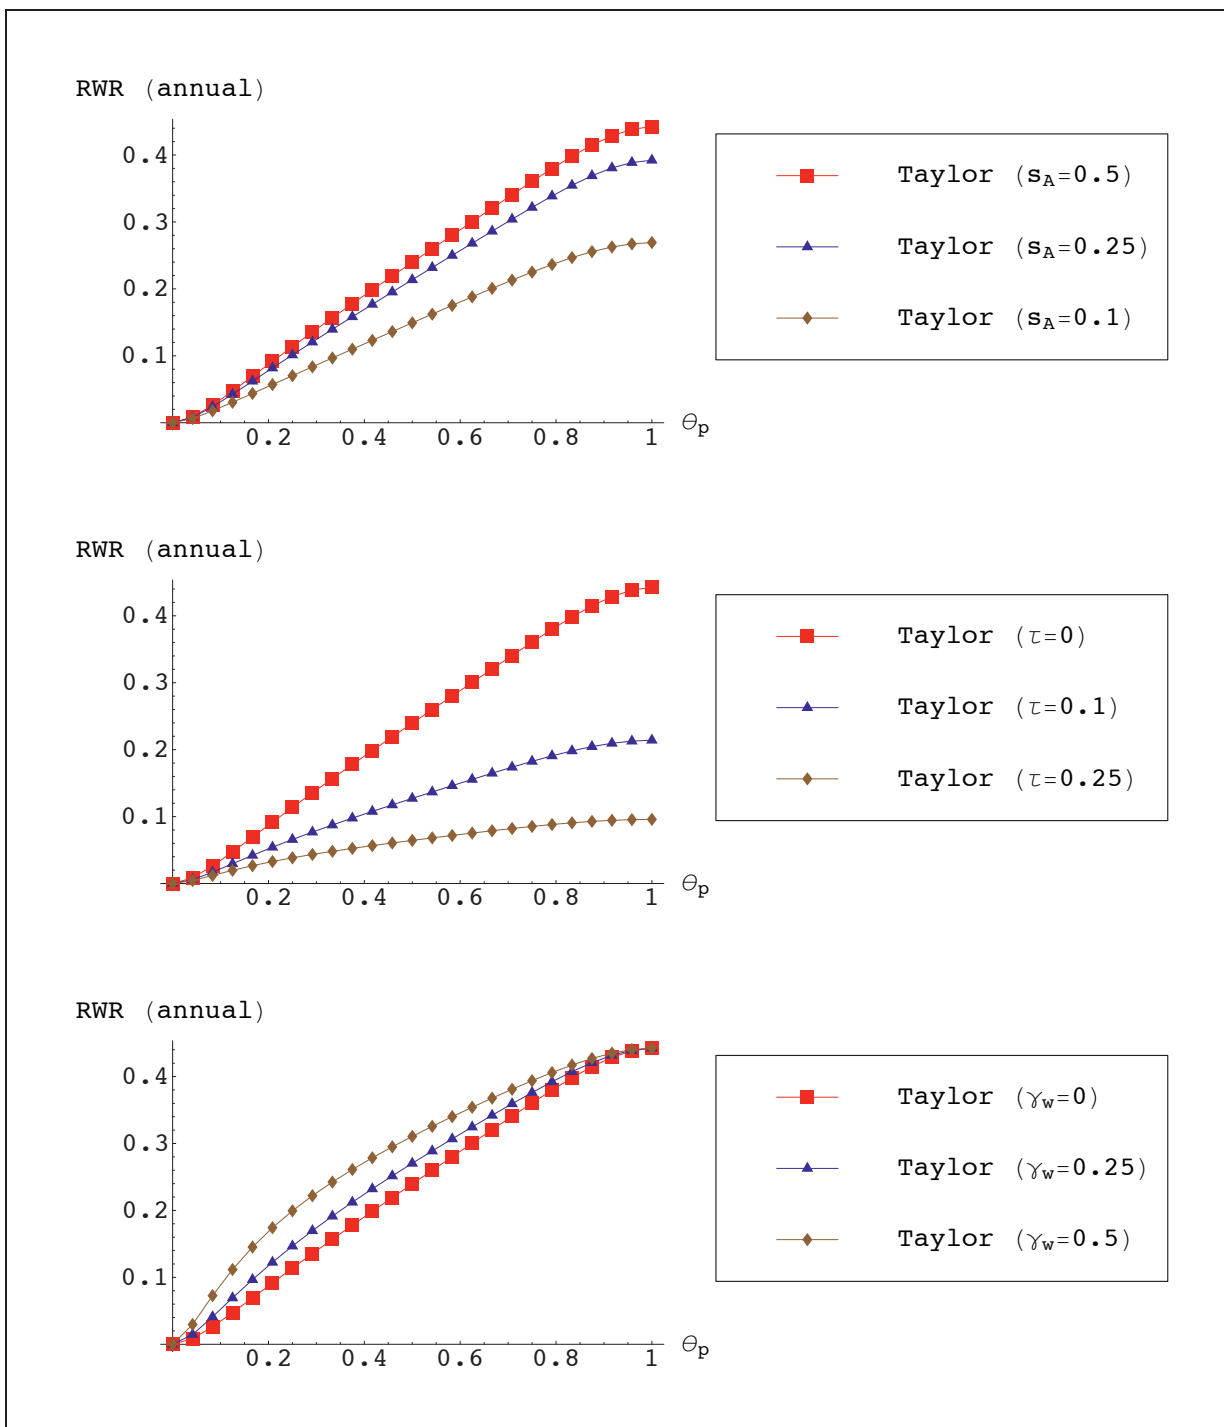 RWR (annual)
0.4
0.3
0.2
0.1
0.2 0.4 0.6 0.8 1 θp
Taylor (sA=0.5)
Taylor (sA=0.25)
Taylor (sA=0.1)
RWR (annual)
0.4
0.3
0.2
0.1
0.2 0.4 0.6 0.8 1 θp
Taylor (τ=0)
Taylor (τ=0.1)
Taylor (τ=0.25)
RWR (annual)
0.4
0.3
0.2
0.1
0.2 0.4 0.6 0.8 1 θp
Taylor (γw=0)
Taylor (γw=0.25)
Taylor (γw=0.5)